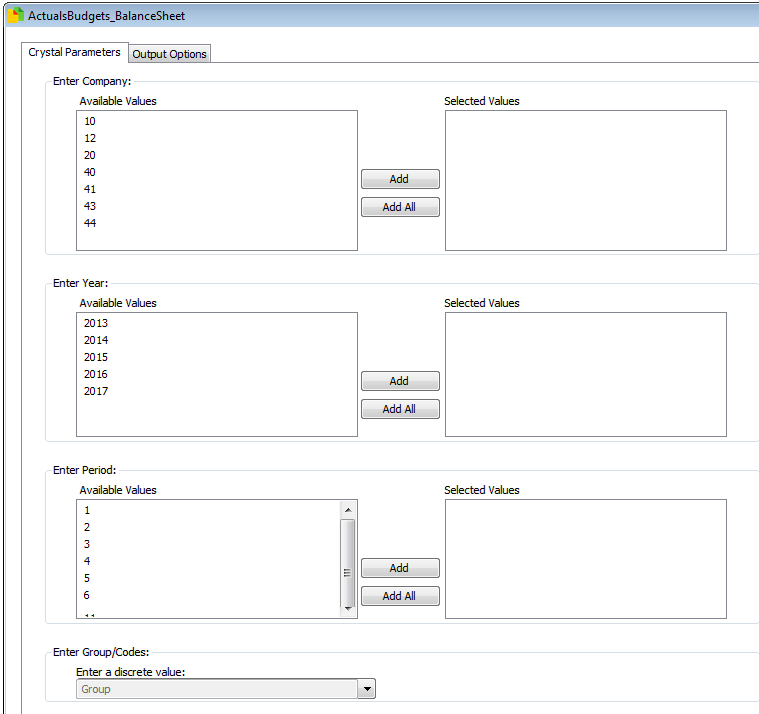 ActualsBudgets_BalanceSheet
Crystal Parameters
Output Options
Enter Company:
Available Values
Selected Values
10
12
20
40
41
43
44
Add
Add All
Enter Year:
Available Values
Selected Values
2013
2014
2015
2016
2017
Add
Add All
Enter Period:
Available Values
Selected Values
1
2
3
4
5
6
Add
Add All
Enter Group/Codes:
Enter a discrete value:
Group